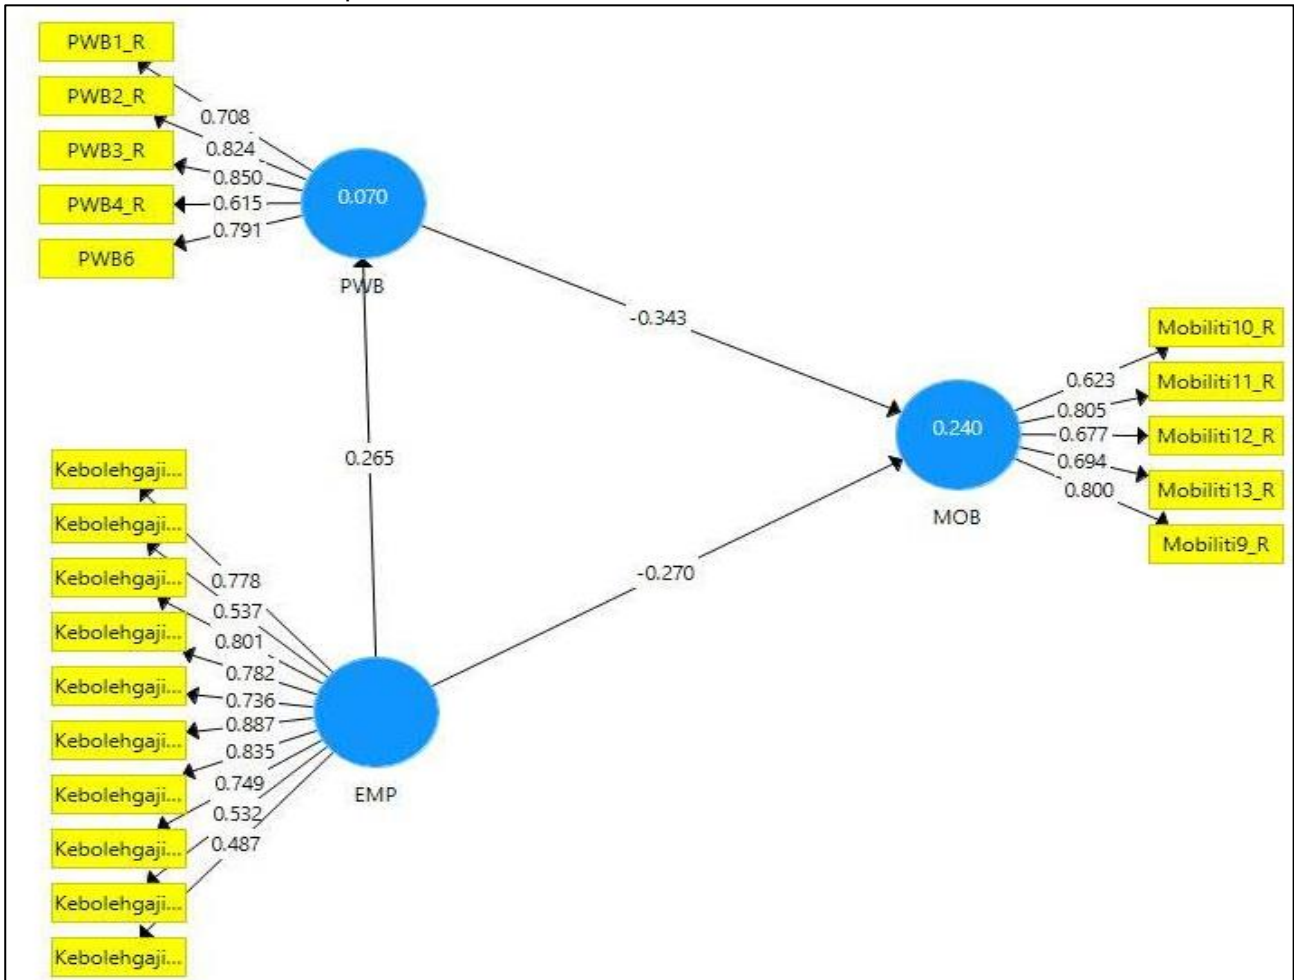 PWB1_R
PWB2_R
PWB3_R
PWB4_R
PWB6
0.708
0.824
0.850
0.615
0.791
0.070
PWB
-0.343
0.265
-0.270
0.240
MOB
Mobiliti10_R
Mobiliti11_R
Mobiliti12_R
Mobiliti13_R
Mobiliti9_R
0.623
0.805
0.677
0.694
0.800
Kebolehgaji...
Kebolehgaji...
Kebolehgaji...
Kebolehgaji...
Kebolehgaji...
Kebolehgaji...
Kebolehgaji...
Kebolehgaji...
Kebolehgaji...
Kebolehgaji...
0.778
0.537
0.801
0.782
0.736
0.887
0.835
0.749
0.532
0.487
EMP